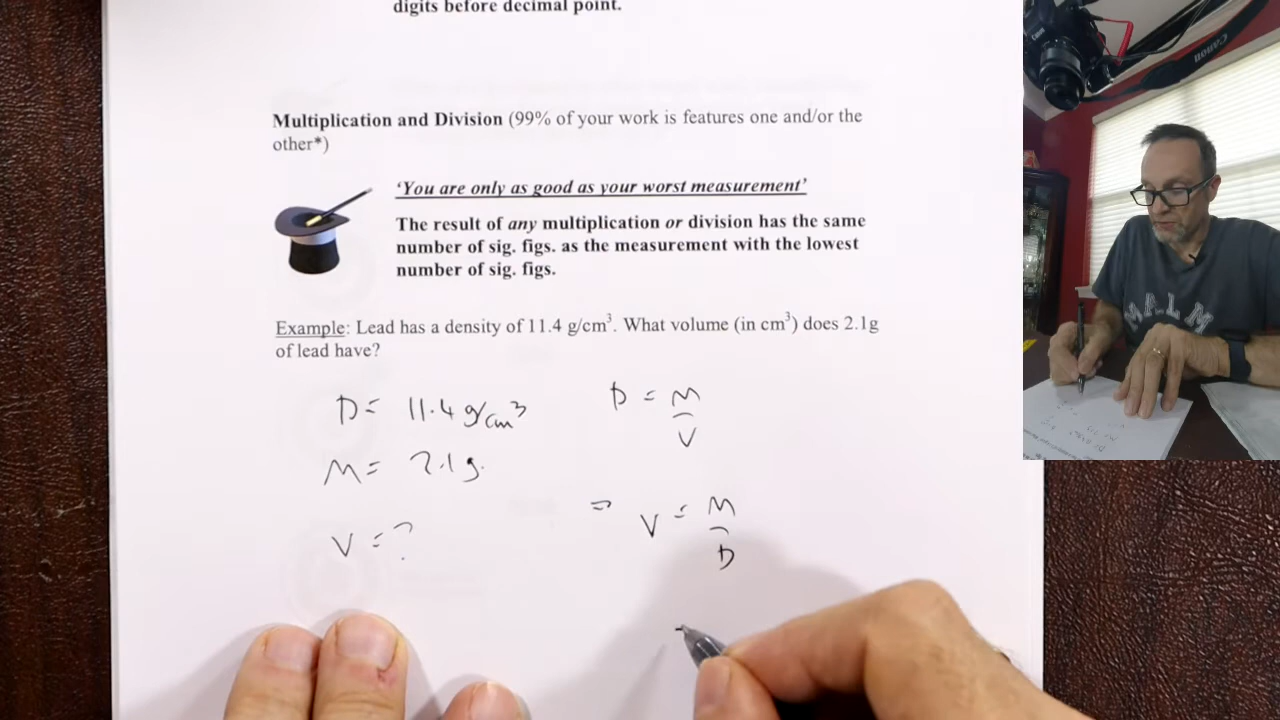 digits before decimal point.
Multiplication and Division (99% of your work is features one and/or the
other*)
‘You are only as good as your worst measurement’
The result of any multiplication or division has the same
number of sig. figs. as the measurement with the lowest
number of sig. figs.
Example: Lead has a density of 11.4 g/cm³. What volume (in cm³) does 2.1g
of lead have?
D = 11.4 g/cm³
M = 2.1g.
V = ?
D = M
V
⇒ V = M
D
Canon